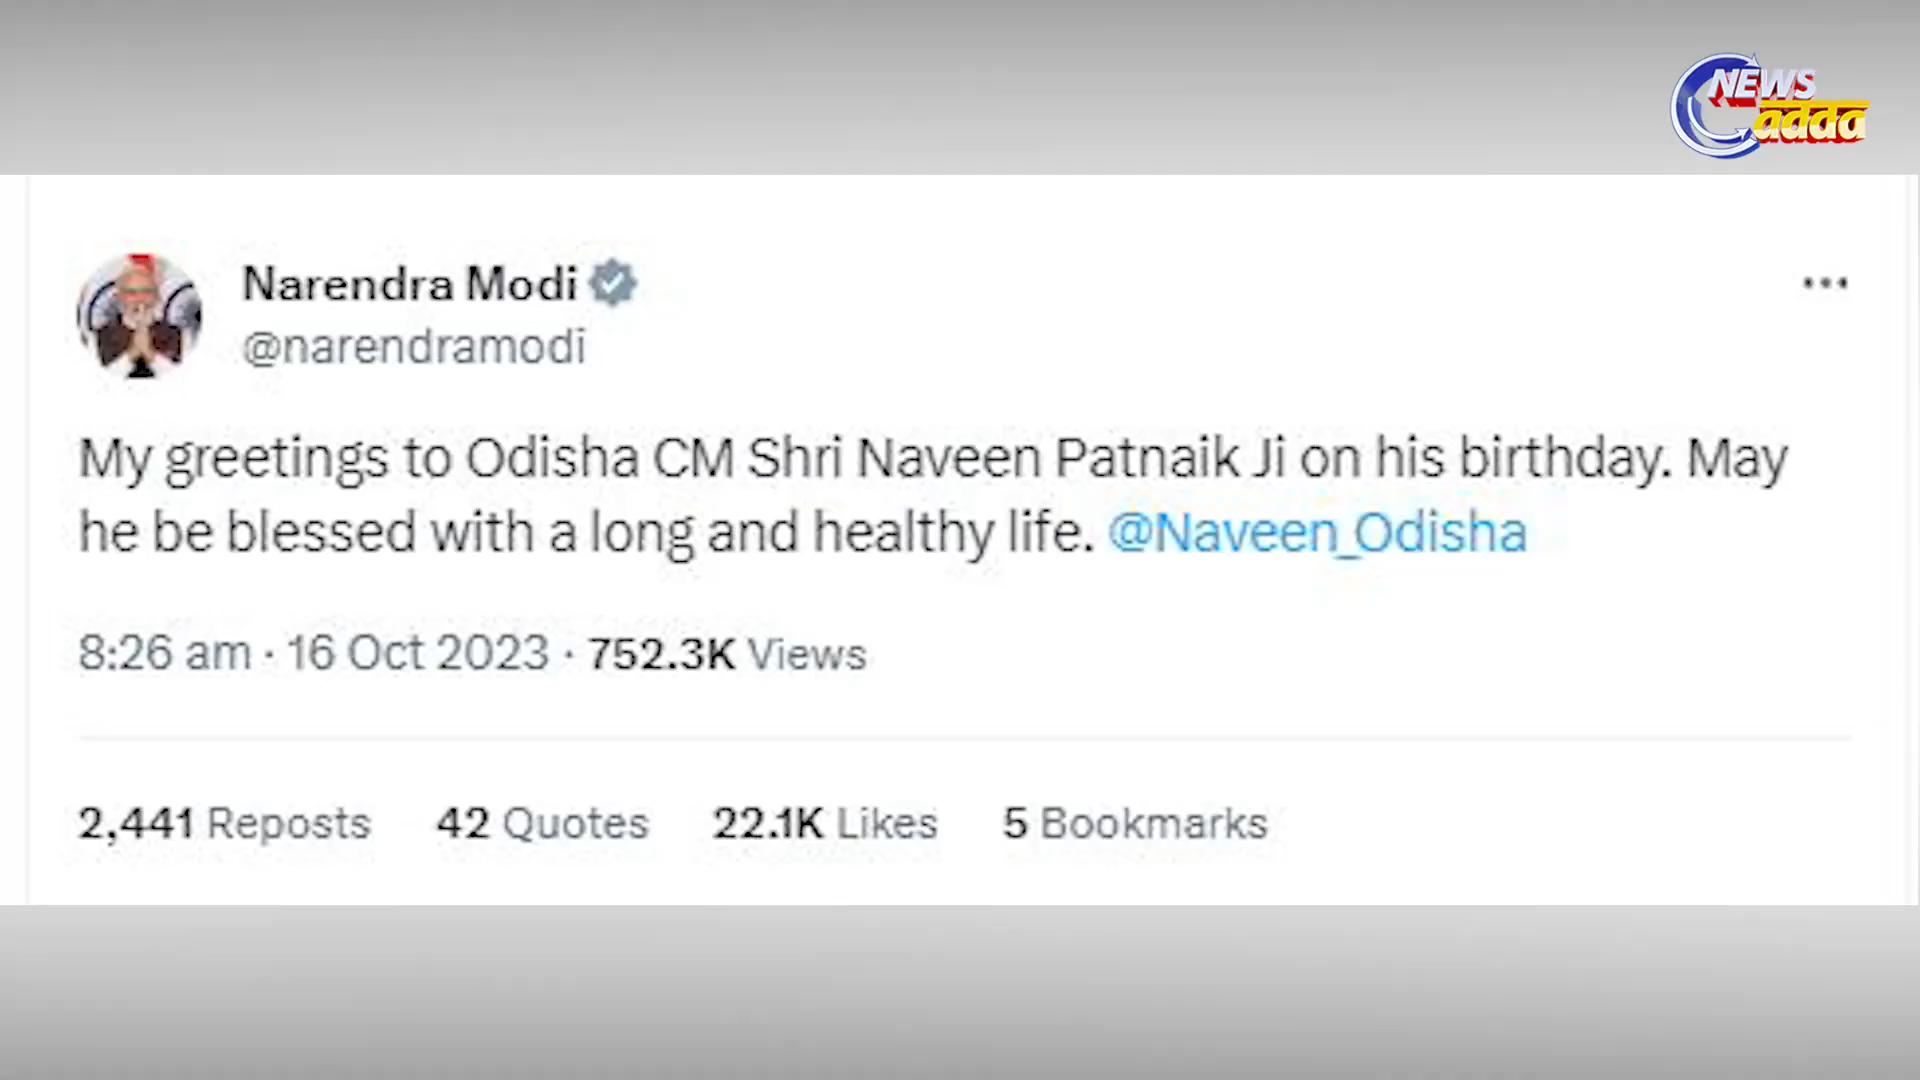 NEWS
adda
Narendra Modi
@narendramodi
My greetings to Odisha CM Shri Naveen Patnaik Ji on his birthday. May
he be blessed with a long and healthy life. @Naveen_Odisha
8:26 am · 16 Oct 2023 · 752.3K Views
2,441 Reposts 42 Quotes 22.1K Likes 5 Bookmarks